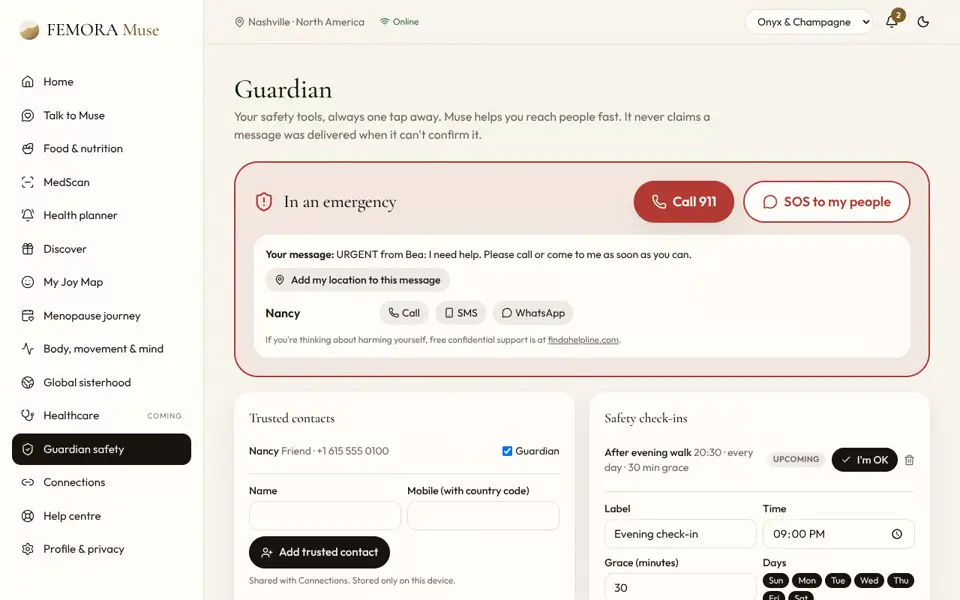 FEMORA Muse
Home
Talk to Muse
Food & nutrition
MedScan
Health planner
Discover
My Joy Map
Menopause journey
Body, movement & mind
Global sisterhood
Healthcare COMING
Guardian safety
Connections
Help centre
Profile & privacy
Nashville · North America Online Onyx & Champagne 2
Guardian
Your safety tools, always one tap away. Muse helps you reach people fast. It never claims a
message was delivered when it can't confirm it.
In an emergency Call 911 SOS to my people
Your message: URGENT from Bea: I need help. Please call or come to me as soon as you can.
Add my location to this message
Nancy Call SMS WhatsApp
If you're thinking about harming yourself, free confidential support is at findahelpline.com.
Trusted contacts
Nancy Friend · +1 615 555 0100 Guardian
Name Mobile (with country code)
Add trusted contact
Shared with Connections. Stored only on this device.
Safety check-ins
After evening walk 20:30 · every
day · 30 min grace
UPCOMING I'm OK
Label Time
Evening check-in 09:00 PM
Grace (minutes) Days
30 Sun Mon Tue Wed Thu
Fri Sat